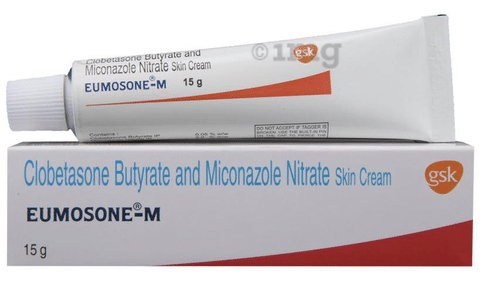 Clobetasone Butyrate and
Miconazole Nitrate Skin Cream
EUMOSONE®-M
15 g
gsk
1mg
DO NOT ACCEPT IF TAGGER IS
Clobetasone Butyrate and Miconazole Nitrate Skin Cream
gsk
EUMOSONE®-M
15 g